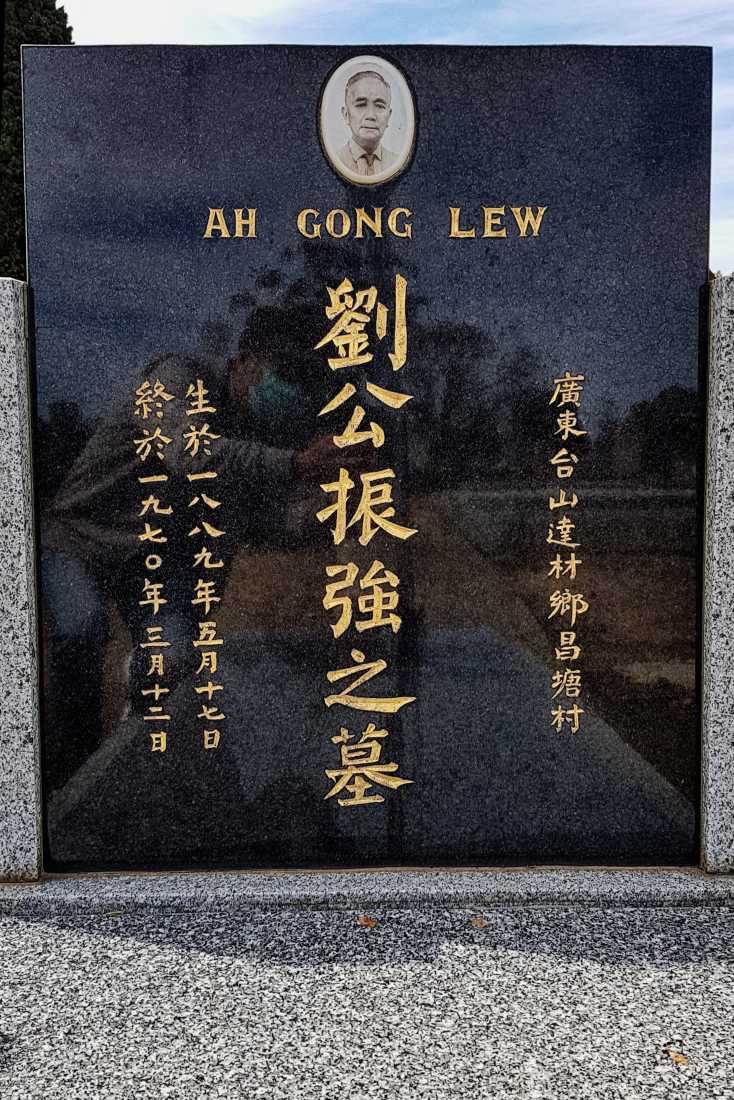 AH GONG LEW
廣東台山達材鄉昌塘村
劉公振強之墓
生於一八八九年五月十七日
終於一九七〇年三月十二日